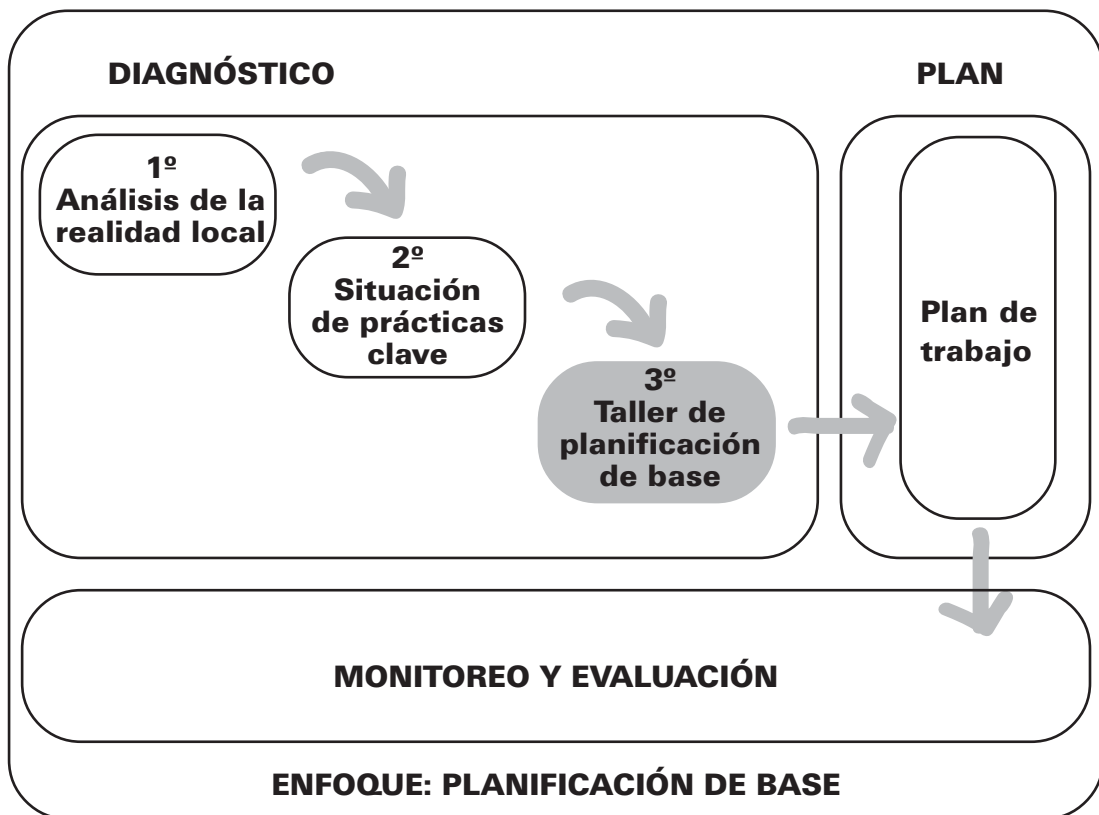 DIAGNÓSTICO
PLAN
1º
Análisis de la
realidad local
2º
Situación
de prácticas
clave
3º
Taller de
planificación
de base
Plan de
trabajo
MONITOREO Y EVALUACIÓN
ENFOQUE: PLANIFICACIÓN DE BASE